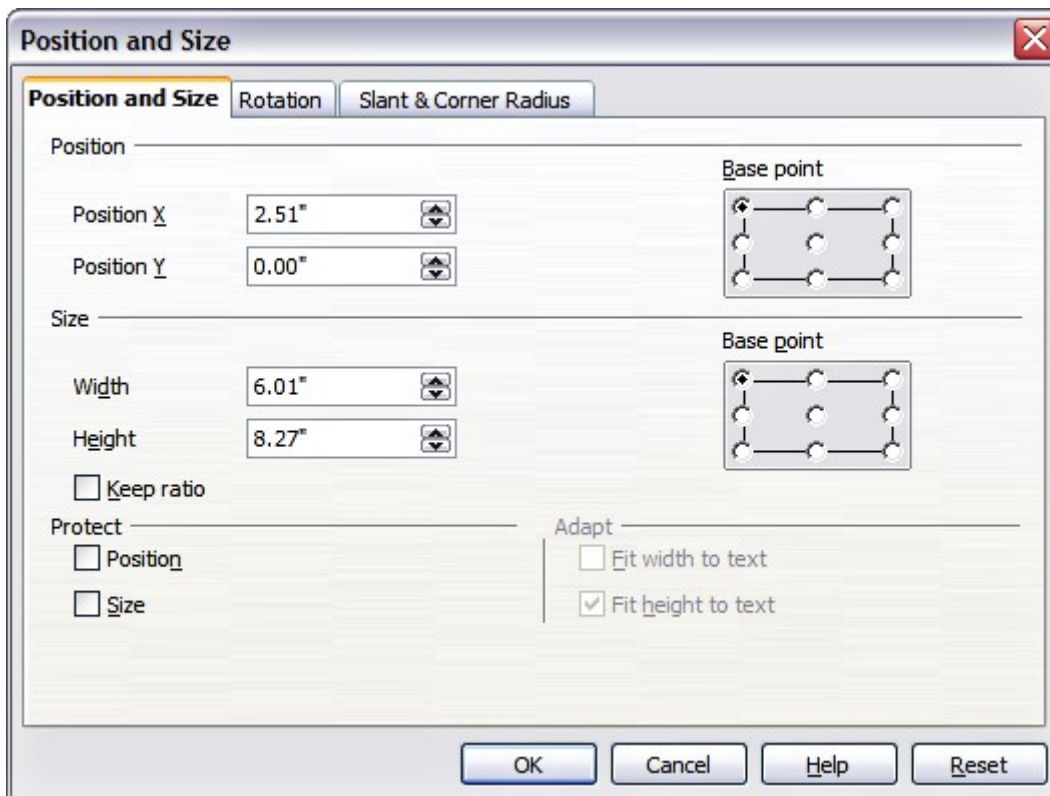 Position and Size
Position and Size Rotation Slant & Corner Radius
Position
Base point
Position X 2.51"
Position Y 0.00"
Size
Base point
Width 6.01"
Height 8.27"
Keep ratio
Protect Adapt
Position Fit width to text
Size Fit height to text
OK Cancel Help Reset